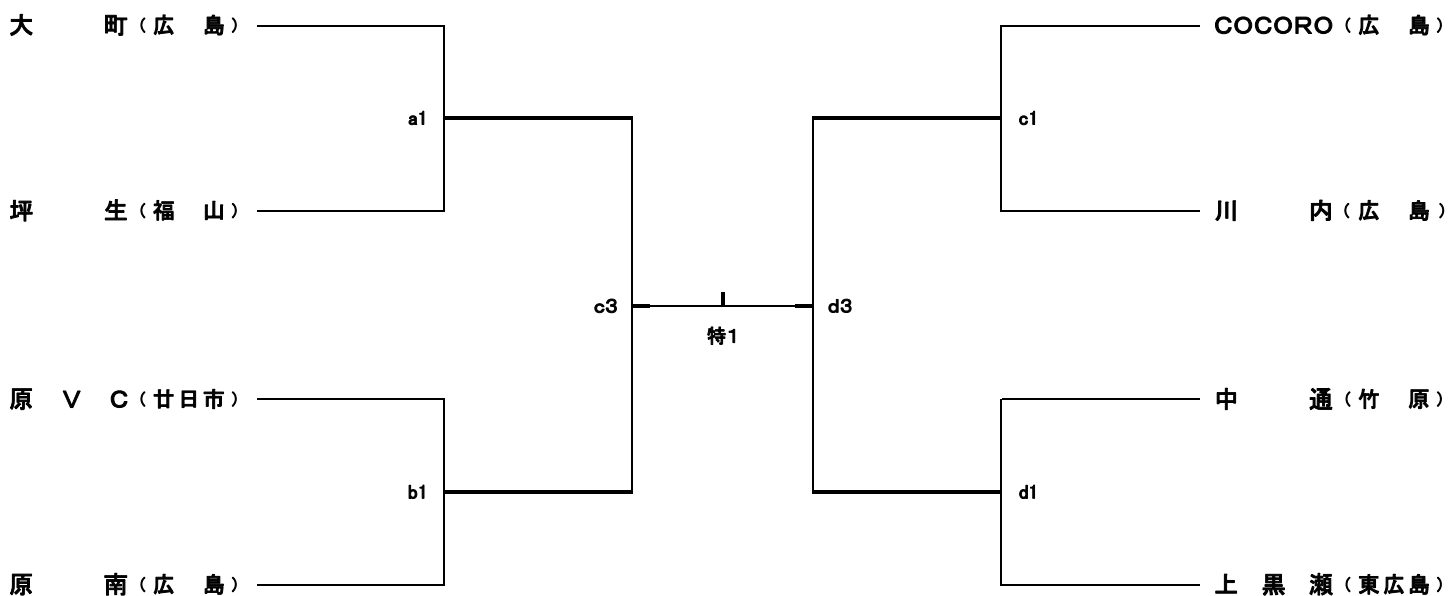 大　町（広　島）
COCORO（広　島）
a1
c1
坪　生（福　山）
川　内（広　島）
c3
d3
特1
原　V　C（廿日市）
中　通（竹　原）
b1
d1
原　南（広　島）
上　黒　瀬（東広島）